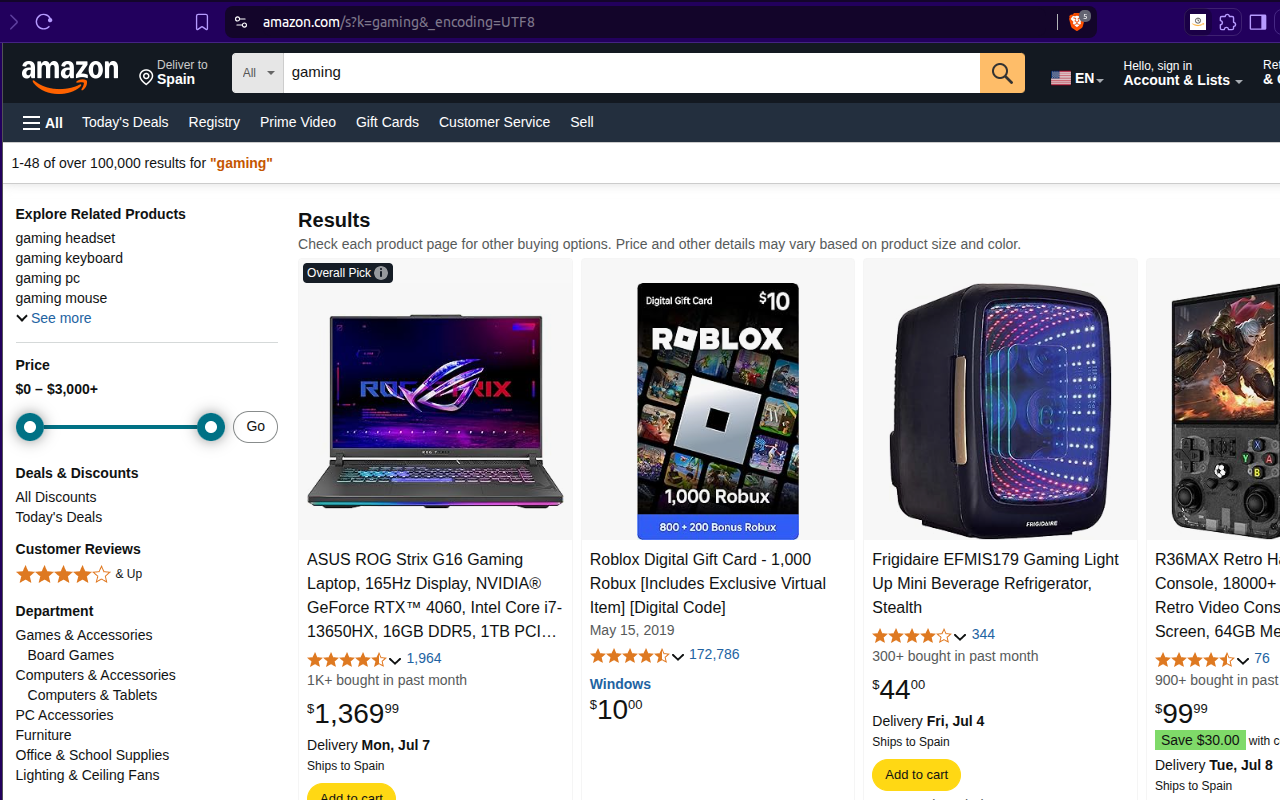 amazon.com/s?k=gaming&_encoding=UTF8
5
amazon
Deliver to
Spain
All
gaming
EN
Hello, sign in
Account & Lists
All
Today's Deals
Registry
Prime Video
Gift Cards
Customer Service
Sell
1-48 of over 100,000 results for "gaming"
Explore Related Products
gaming headset
gaming keyboard
gaming pc
gaming mouse
See more
Price
$0 – $3,000+
Go
Deals & Discounts
All Discounts
Today's Deals
Customer Reviews
& Up
Department
Games & Accessories
Board Games
Computers & Accessories
Computers & Tablets
PC Accessories
Furniture
Office & School Supplies
Lighting & Ceiling Fans
Results
Check each product page for other buying options. Price and other details may vary based on product size and color.
Overall Pick
ASUS ROG Strix G16 Gaming
Laptop, 165Hz Display, NVIDIA®
GeForce RTX™ 4060, Intel Core i7-
13650HX, 16GB DDR5, 1TB PCI…
1,964
1K+ bought in past month
$1,369 99
Delivery Mon, Jul 7
Ships to Spain
Add to cart
Digital Gift Card
$10
ROBLOX
1,000 Robux
800 + 200 Bonus Robux
Roblox Digital Gift Card - 1,000
Robux [Includes Exclusive Virtual
Item] [Digital Code]
May 15, 2019
172,786
Windows
$10 00
FRIGIDAIRE
Frigidaire EFMIS179 Gaming Light
Up Mini Beverage Refrigerator,
Stealth
344
300+ bought in past month
$44 00
Delivery Fri, Jul 4
Ships to Spain
Add to cart
X
Y
A
B
R36MAX Retro
Console, 18000+
Retro Video
Screen, 64GB
76
900+ bought in past
$99 99
Save $30.00 with
Delivery Tue, Jul 8
Ships to Spain